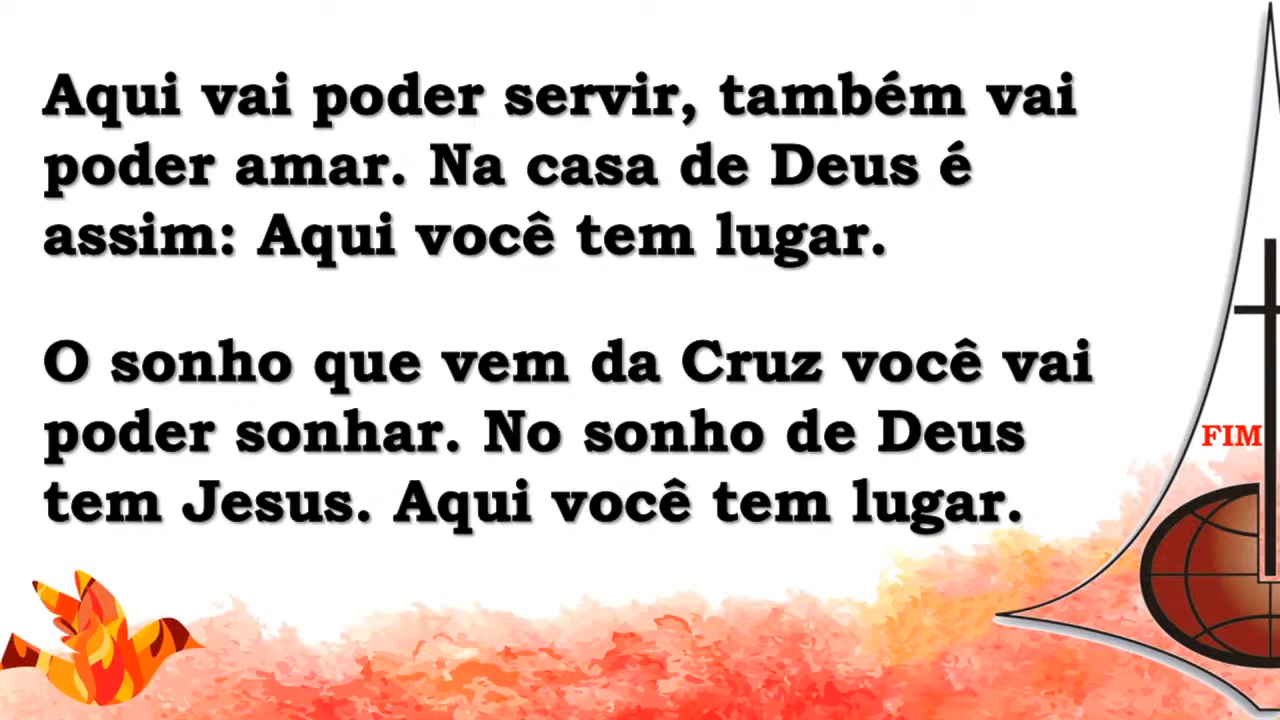 Aqui vai poder servir, também vai
poder amar. Na casa de Deus é
assim: Aqui você tem lugar.
O sonho que vem da Cruz você vai
poder sonhar. No sonho de Deus
tem Jesus. Aqui você tem lugar.
FIM